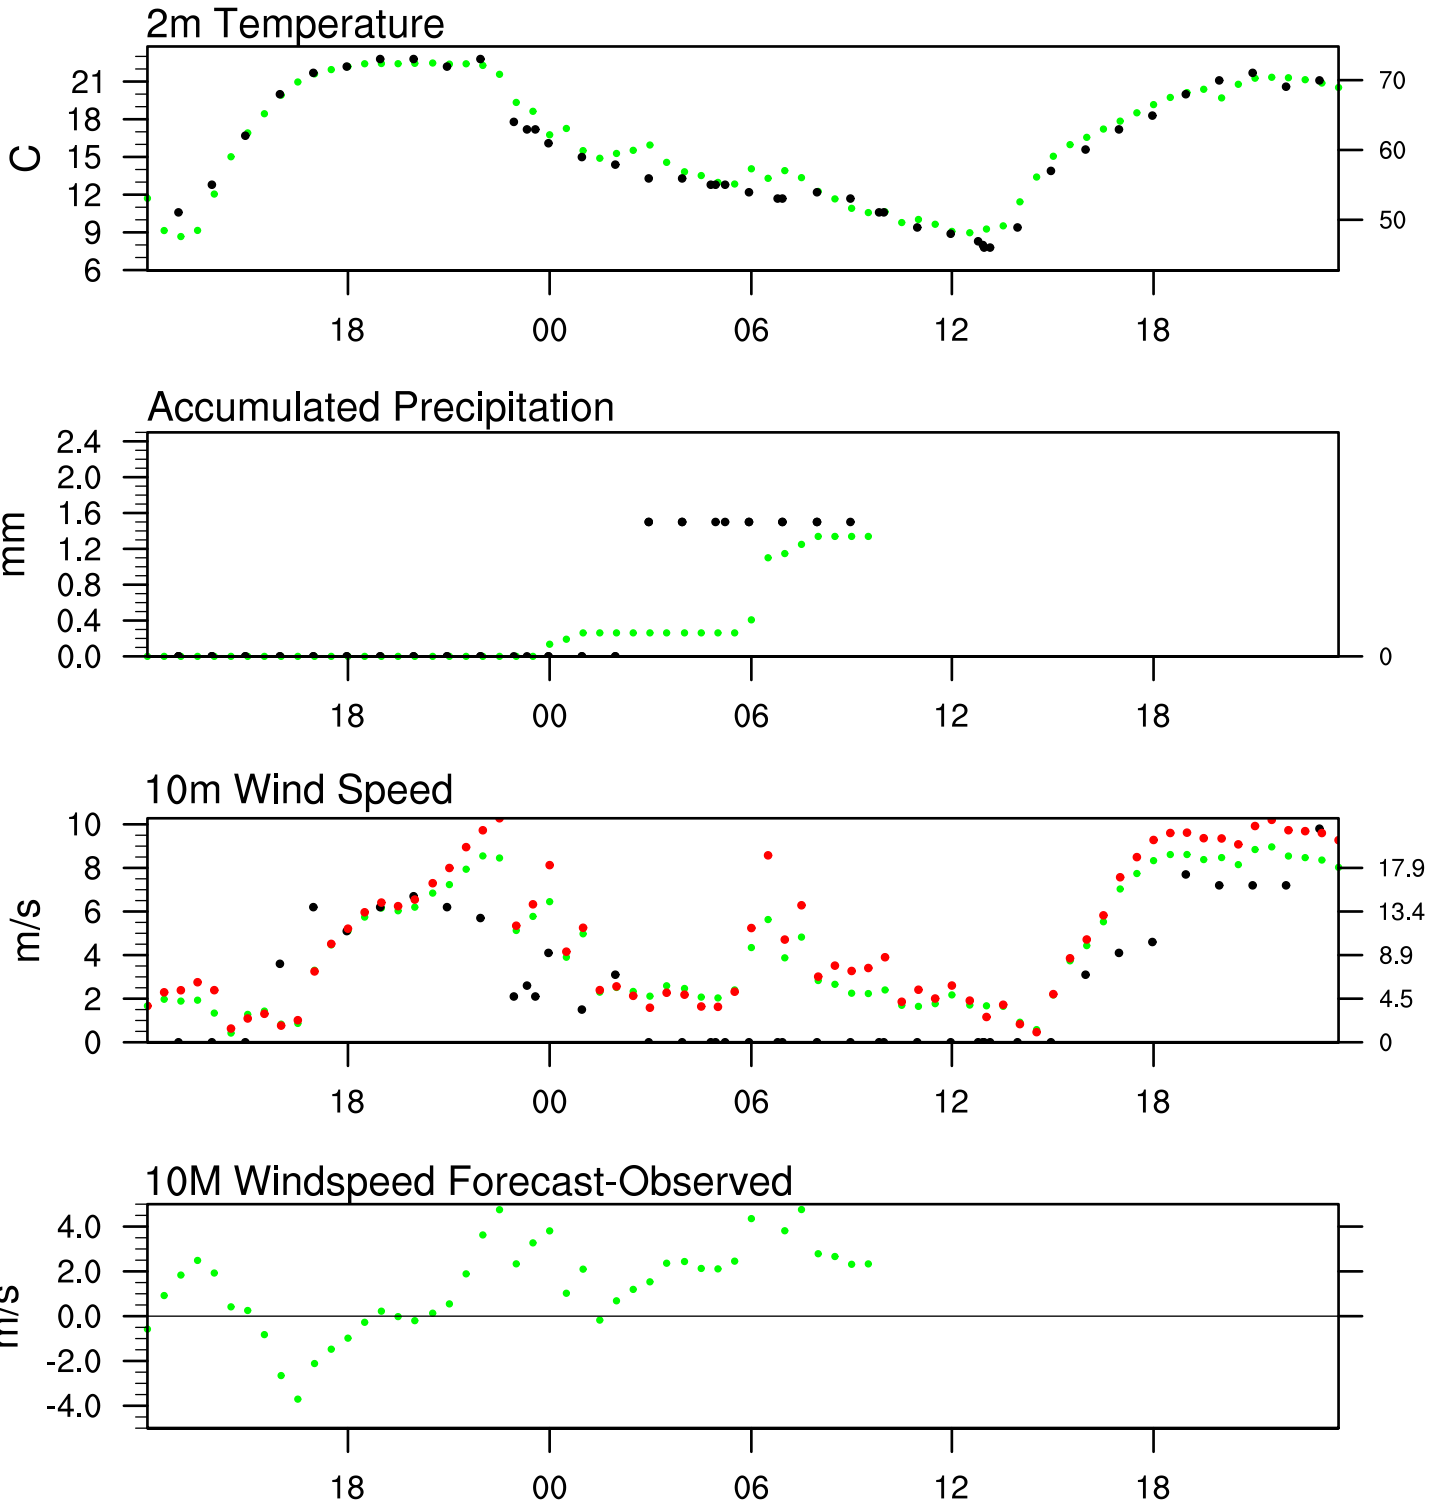 2m Temperature
C
21
18
15
12
9
6
70
60
50
18 00 06 12 18
Accumulated Precipitation
mm
2.4
2.0
1.6
1.2
0.8
0.4
0.0
0
18 00 06 12 18
10m Wind Speed
m/s
10
8
6
4
2
0
17.9
13.4
8.9
4.5
0
18 00 06 12 18
10M Windspeed Forecast-Observed
m/s
4.0
2.0
0.0
-2.0
-4.0
18 00 06 12 18